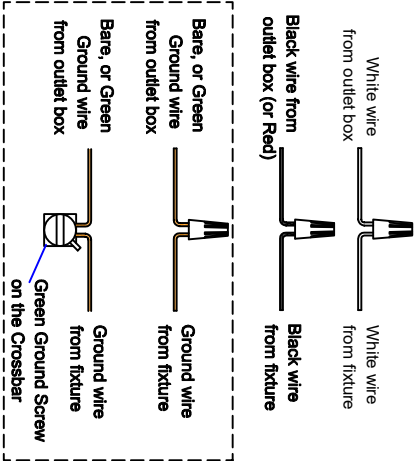 White wire
from outlet box
White wire
from fixture
Black wire from
outlet box (or Red)
Black wire
from fixture
Bare, or Green
Ground wire
from outlet box
Ground wire
from fixture
Bare, or Green
Ground wire
from outlet box
Ground wire
from fixture
Green Ground Screw
on the Crossbar